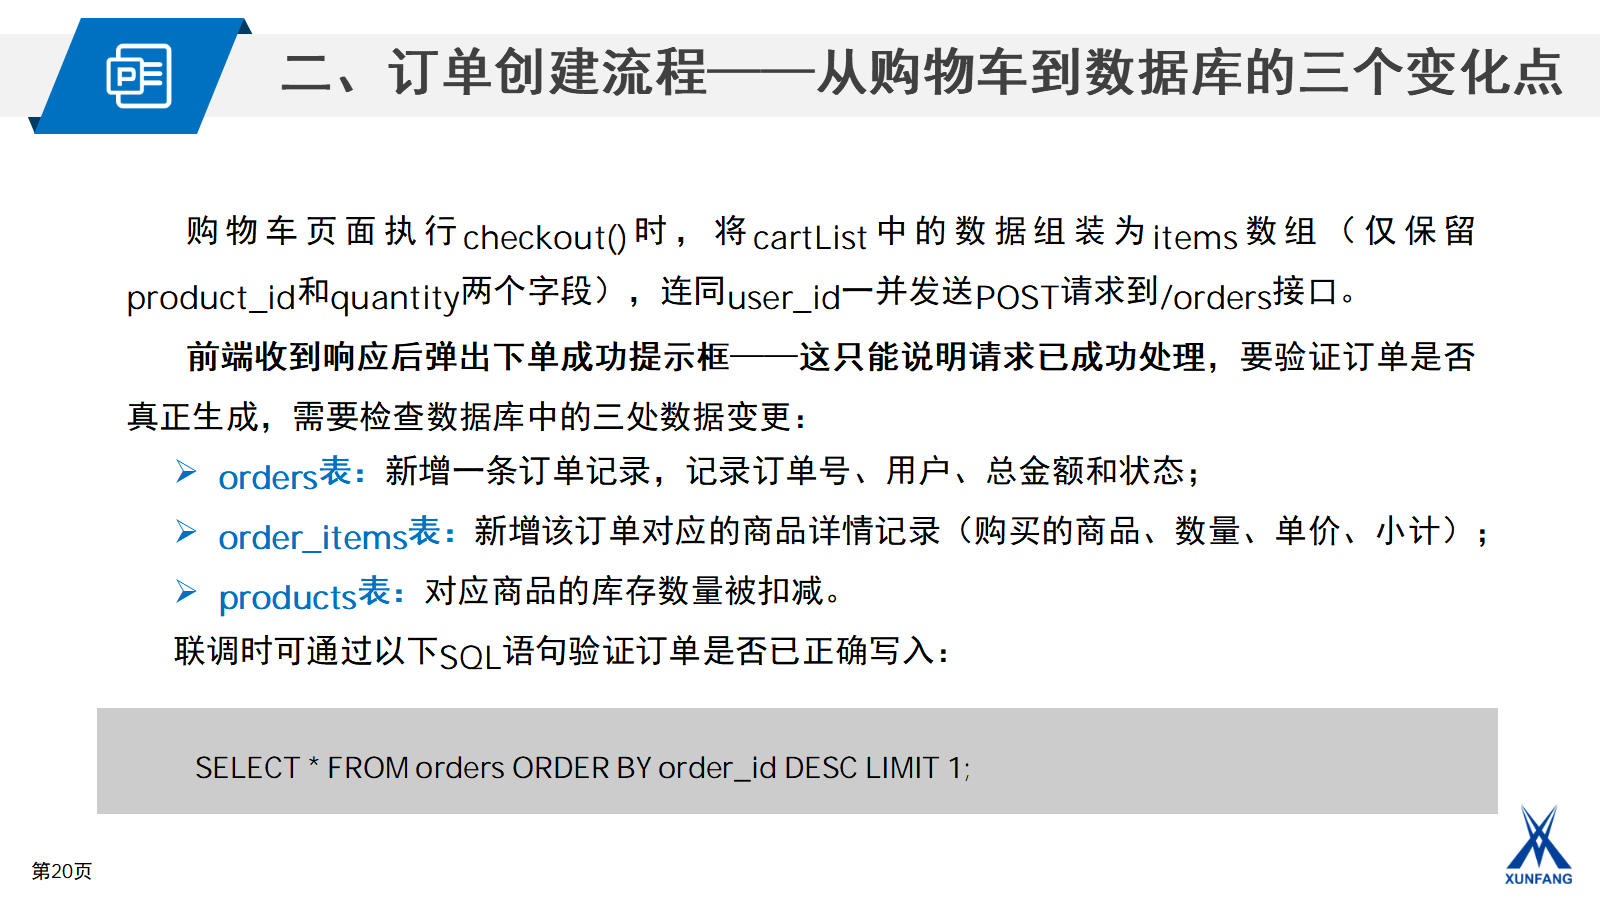 二、订单创建流程——从购物车到数据库的三个变化点
购物车页面执行checkout()时，将cartList中的数据组装为items数组（仅保留
product_id和quantity两个字段），连同user_id一并发送POST请求到/orders接口。
前端收到响应后弹出下单成功提示框——这只能说明请求已成功处理，要验证订单是否
真正生成，需要检查数据库中的三处数据变更：
➢ orders表：新增一条订单记录，记录订单号、用户、总金额和状态；
➢ order_items表：新增该订单对应的商品详情记录（购买的商品、数量、单价、小计）；
➢ products表：对应商品的库存数量被扣减。
联调时可通过以下SQL语句验证订单是否已正确写入：
SELECT * FROM orders ORDER BY order_id DESC LIMIT 1;
第20页
XUNFANG